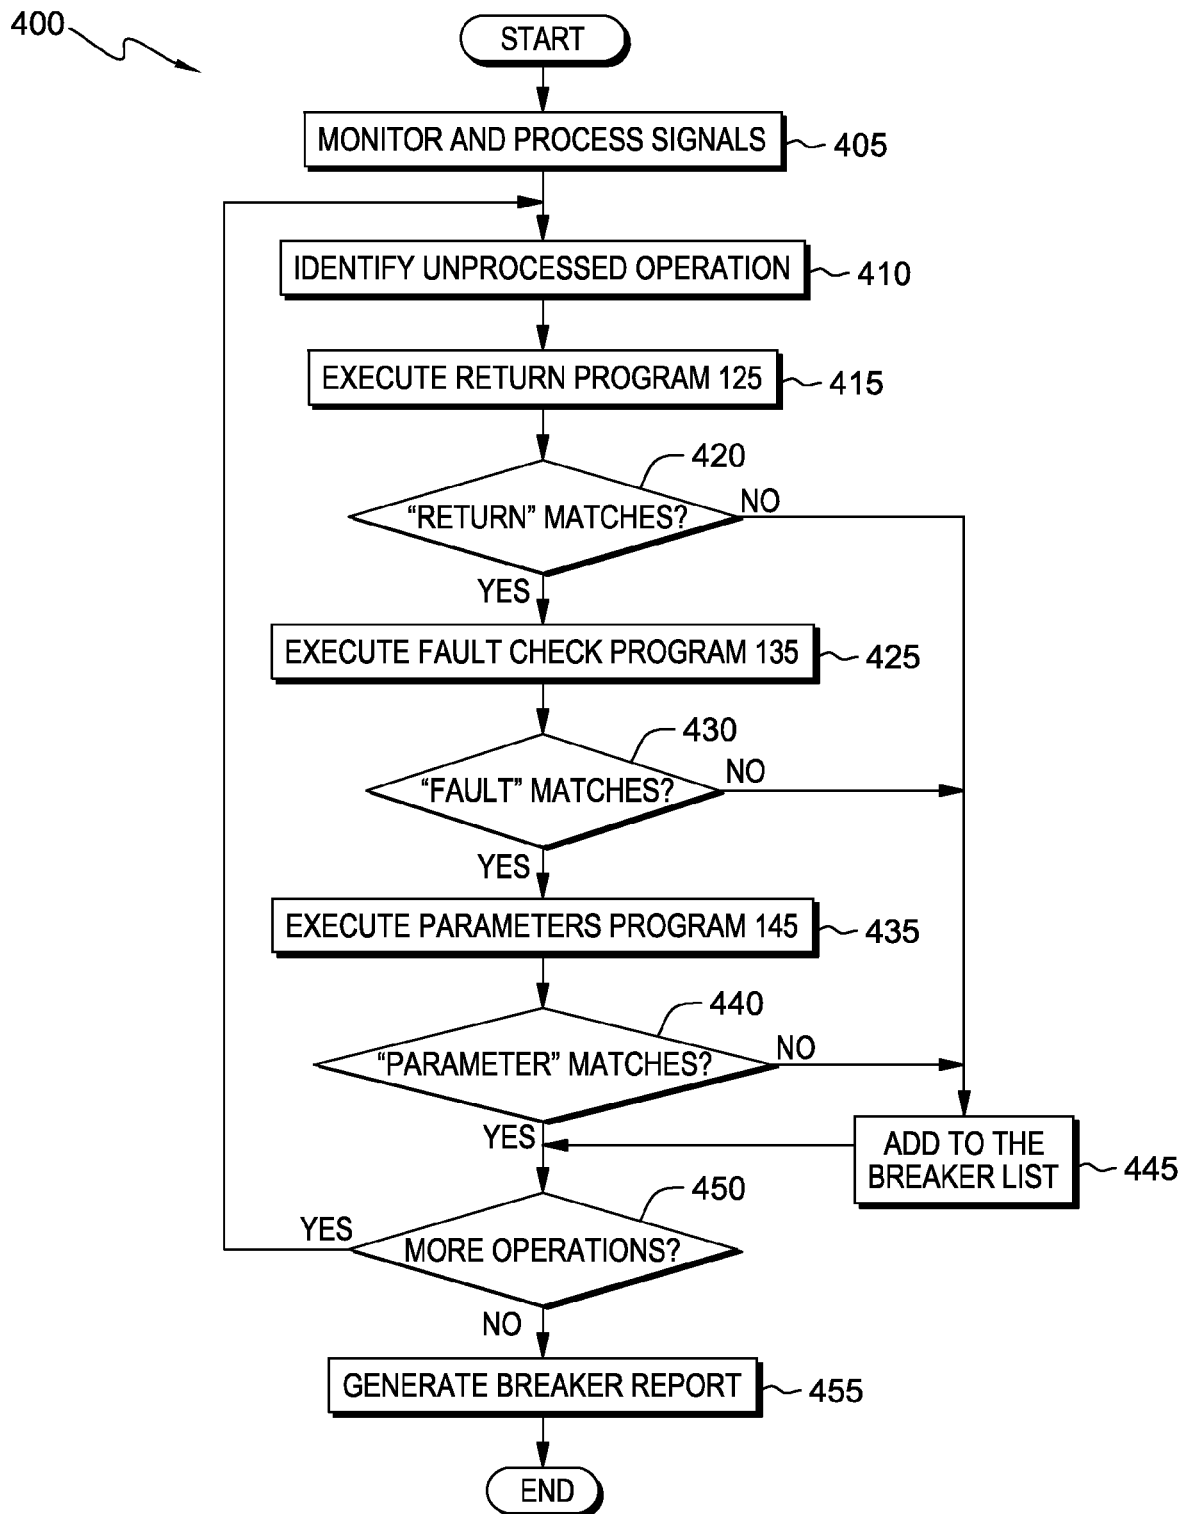 400
START
MONITOR AND PROCESS SIGNALS
405
IDENTIFY UNPROCESSED OPERATION
410
EXECUTE RETURN PROGRAM 125
415
420
“RETURN” MATCHES?
NO
YES
EXECUTE FAULT CHECK PROGRAM 135
425
430
“FAULT” MATCHES?
NO
YES
EXECUTE PARAMETERS PROGRAM 145
435
440
“PARAMETER” MATCHES?
NO
YES
ADD TO THE
BREAKER LIST
445
450
YES
MORE OPERATIONS?
NO
GENERATE BREAKER REPORT
455
END